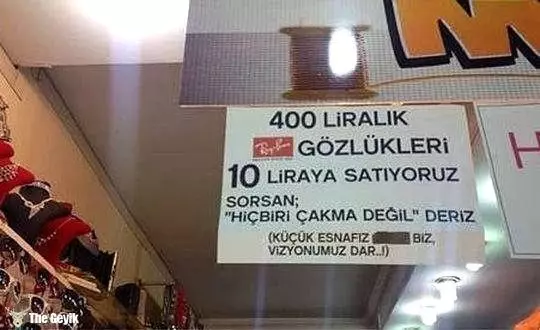 400 LİRALIK
Ray-Ban GÖZLÜKLERİ
10 LİRAYA SATIYORUZ
SORSAN;
"HİÇBİRİ ÇAKMA DEĞİL" DERİZ
(KÜÇÜK ESNAFIZ BİZ,
VİZYONUMUZ DAR..!)
H
The Geyik